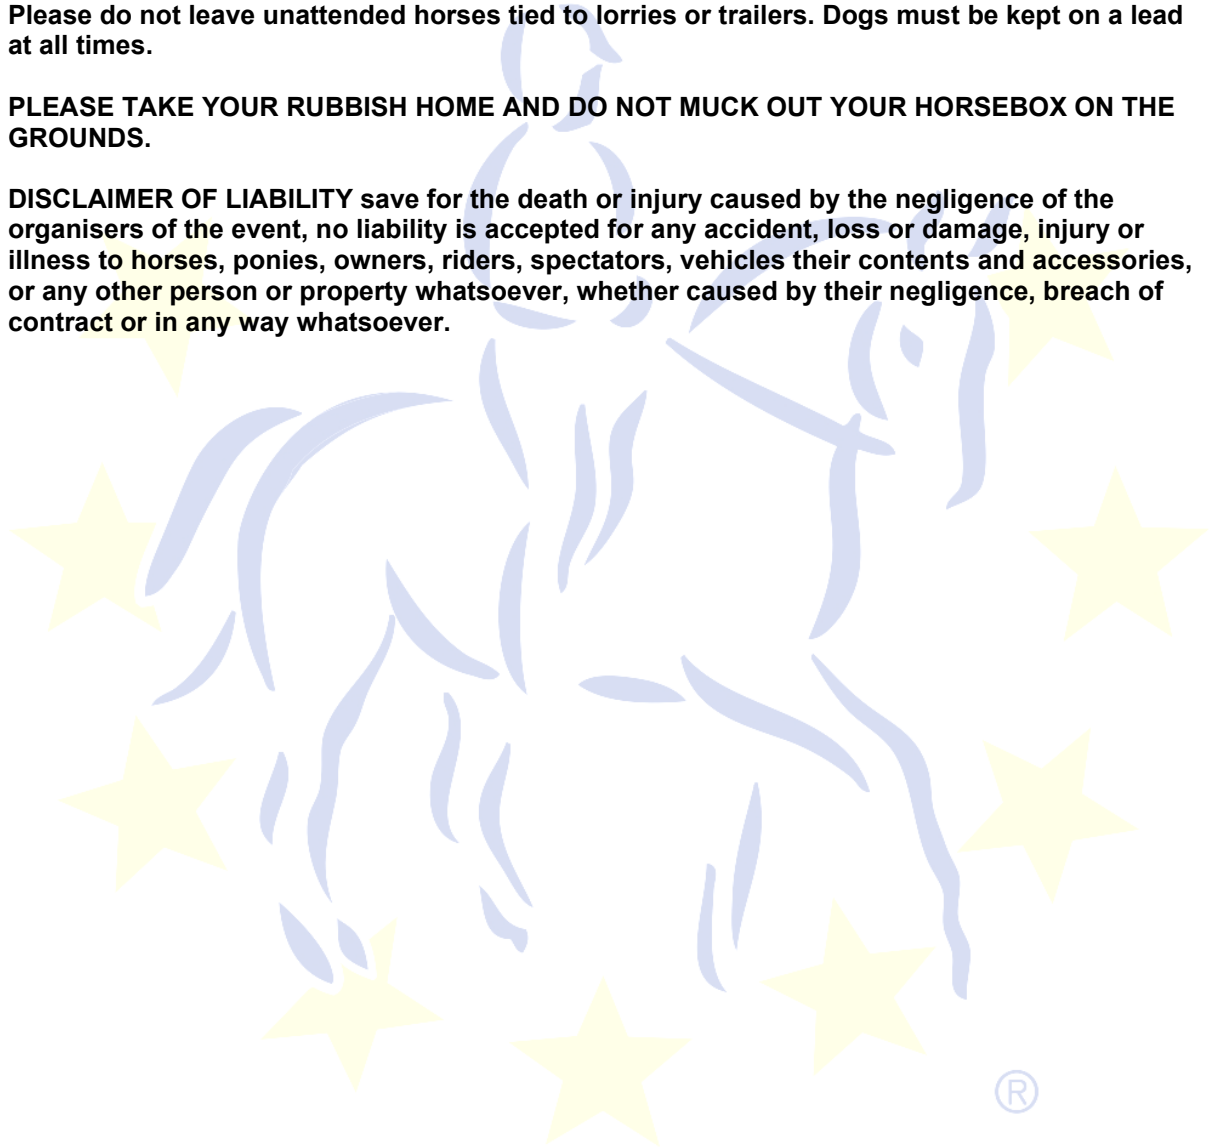 Please do not leave unattended horses tied to lorries or trailers. Dogs must be kept on a lead
at all times.
PLEASE TAKE YOUR RUBBISH HOME AND DO NOT MUCK OUT YOUR HORSEBOX ON THE
GROUNDS.
DISCLAIMER OF LIABILITY save for the death or injury caused by the negligence of the
organisers of the event, no liability is accepted for any accident, loss or damage, injury or
illness to horses, ponies, owners, riders, spectators, vehicles their contents and accessories,
or any other person or property whatsoever, whether caused by their negligence, breach of
contract or in any way whatsoever.
®